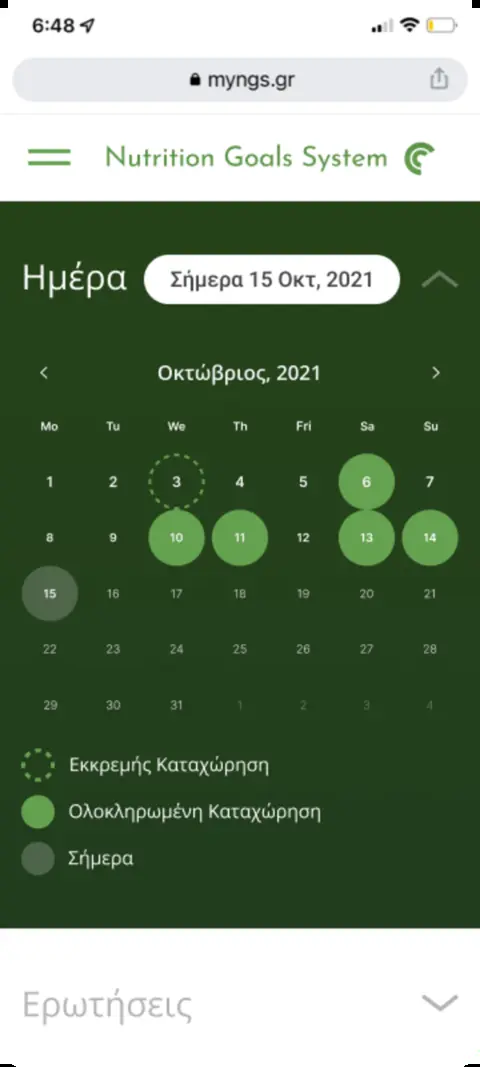 6:48
myngs.gr
Nutrition Goals System
Ημέρα
Σήμερα 15 Οκτ, 2021
Οκτώβριος, 2021
Mo Tu We Th Fri Sa Su
1 2 3 4 5 6 7
8 9 10 11 12 13 14
15 16 17 18 19 20 21
22 23 24 25 26 27 28
29 30 31 1 2 3 4
Εκκρεμής Καταχώρηση
Ολοκληρωμένη Καταχώρηση
Σήμερα
Ερωτήσεις